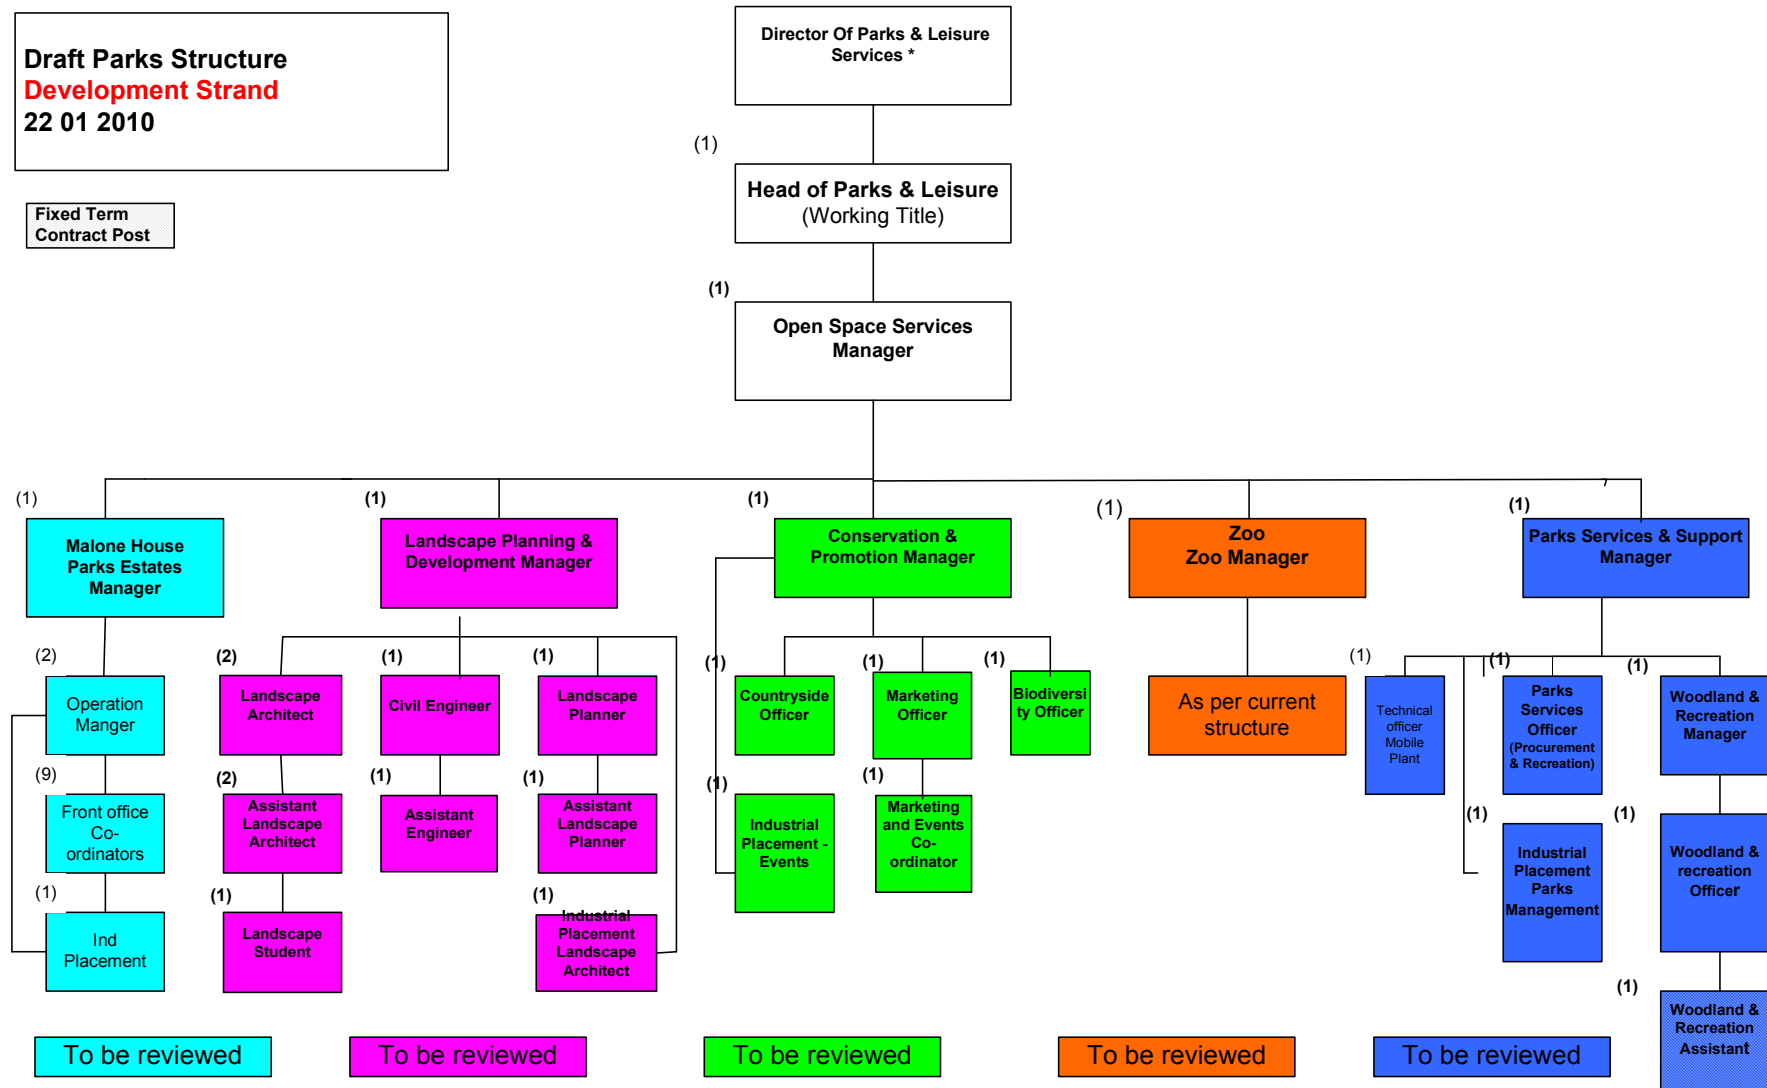 Draft Parks Structure
Development Strand
22 01 2010
Fixed Term
Contract Post
Director Of Parks & Leisure
Services *
(1)
Head of Parks & Leisure
(Working Title)
(1)
Open Space Services
Manager
(1)
Malone House
Parks Estates
Manager
(1)
Landscape Planning &
Development Manager
(1)
Conservation &
Promotion Manager
(1)
Zoo
Zoo Manager
(1)
Parks Services & Support
Manager
(2)
Operation
Manger
(9)
Front office
Co-
ordinators
(1)
Ind
Placement
(2)
Landscape
Architect
(2)
Assistant
Landscape
Architect
(1)
Landscape
Student
(1)
Civil Engineer
(1)
Assistant
Engineer
(1)
Landscape
Planner
(1)
Assistant
Landscape
Planner
(1)
Industrial
Placement
Landscape
Architect
(1)
Countryside
Officer
(1)
Industrial
Placement -
Events
(1)
Marketing
Officer
(1)
Marketing
and Events
Co-
ordinator
(1)
Biodiversi
ty Officer
As per current
structure
(1)
Technical
officer
Mobile
Plant
(1)
Parks
Services
Officer
(Procurement
& Recreation)
(1)
Industrial
Placement
Parks
Management
(1)
Woodland &
Recreation
Manager
(1)
Woodland &
recreation
Officer
(1)
Woodland &
Recreation
Assistant
To be reviewed
To be reviewed
To be reviewed
To be reviewed
To be reviewed